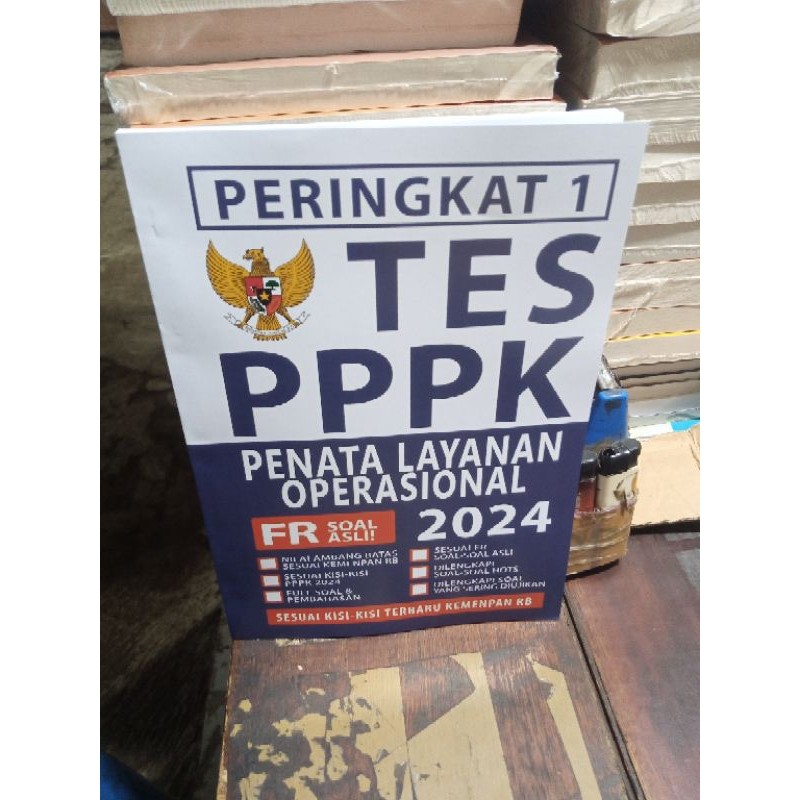 PERINGKAT 1
TES
PPPK
PENATA LAYANAN
OPERASIONAL
FR SOAL
ASLI!
2024
NILAI AMBANG BATAS
SESUAI KEMENPAN RB
SESUAI KISI-KISI
PPPK 2024
FULL SOAL &
PEMBAHASAN
SESUAI FR
SOAL-SOAL ASLI
DILENGKAPI
SOAL-SOAL HOTS
DILENGKAPI SOAL
YANG SERING DIUJIKAN
SESUAI KISI-KISI TERBARU KEMENPAN RB